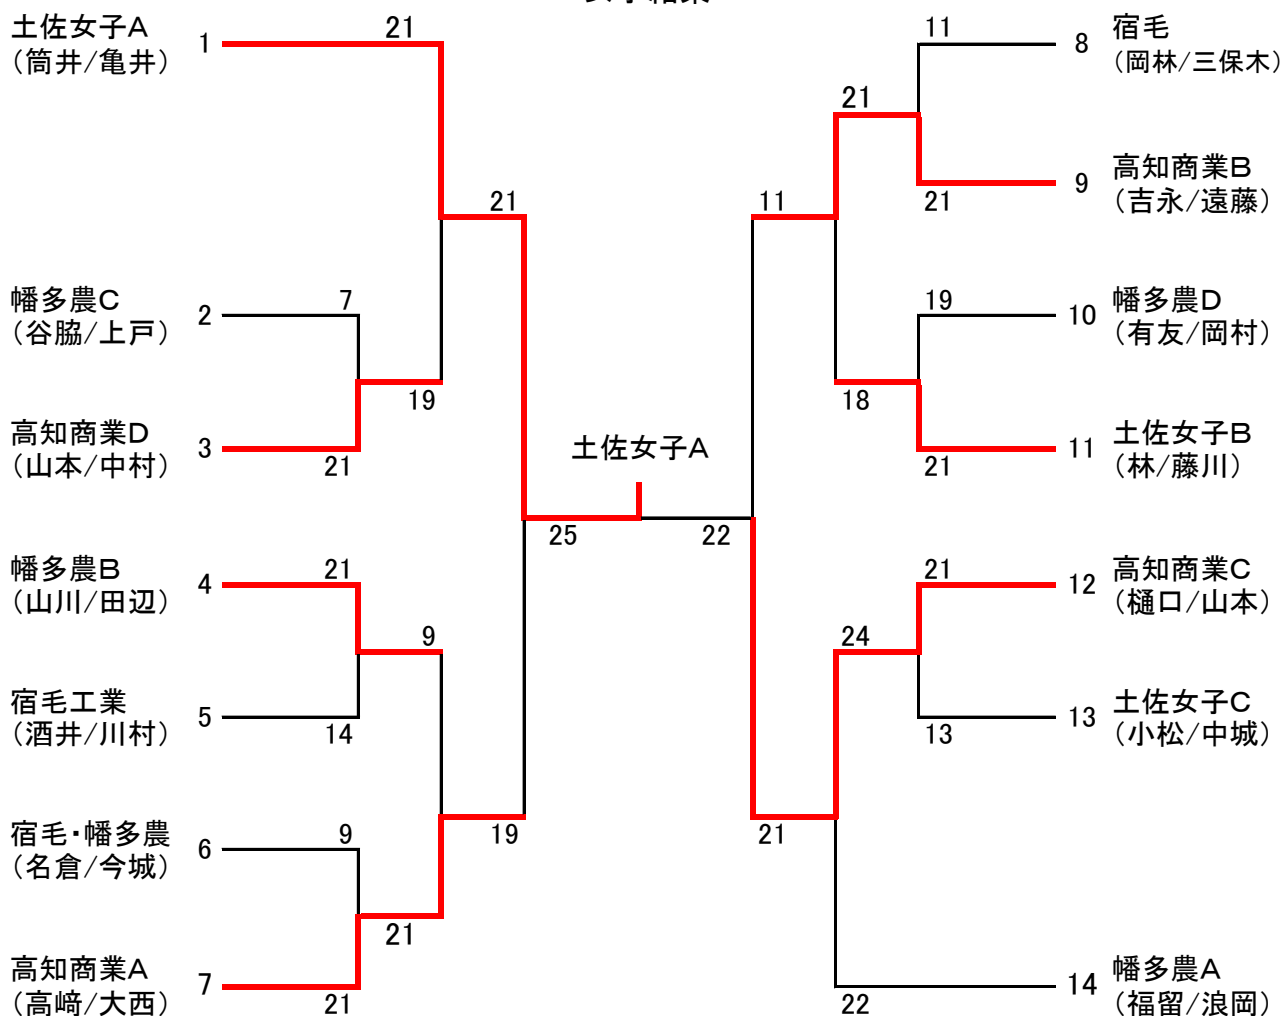 土佐女子A
(筒井/亀井)
1
21
幡多農C
(谷脇/上戸)
2
7
19
高知商業D
(山本/中村)
3
21
21
幡多農B
(山川/田辺)
4
21
9
宿毛工業
(酒井/川村)
5
14
宿毛・幡多農
(名倉/今城)
6
9
19
21
高知商業A
(高﨑/大西)
7
21
土佐女子A
25
22
11
8
宿毛
(岡林/三保木)
21
9
高知商業B
(吉永/遠藤)
21
11
19
10
幡多農D
(有友/岡村)
18
11
土佐女子B
(林/藤川)
21
21
12
高知商業C
(樋口/山本)
24
13
土佐女子C
(小松/中城)
13
21
14
幡多農A
(福留/浪岡)
22